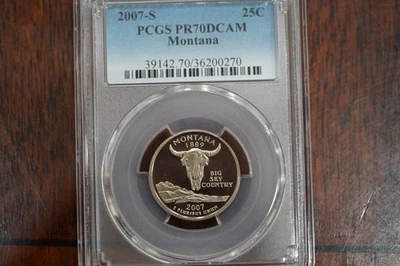 2007-S 25C
PCGS PR70DCAM
Montana
39142.70/36200270
MONTANA
1889
BIG
SKY
COUNTRY
2007
E PLURIBUS UNUM